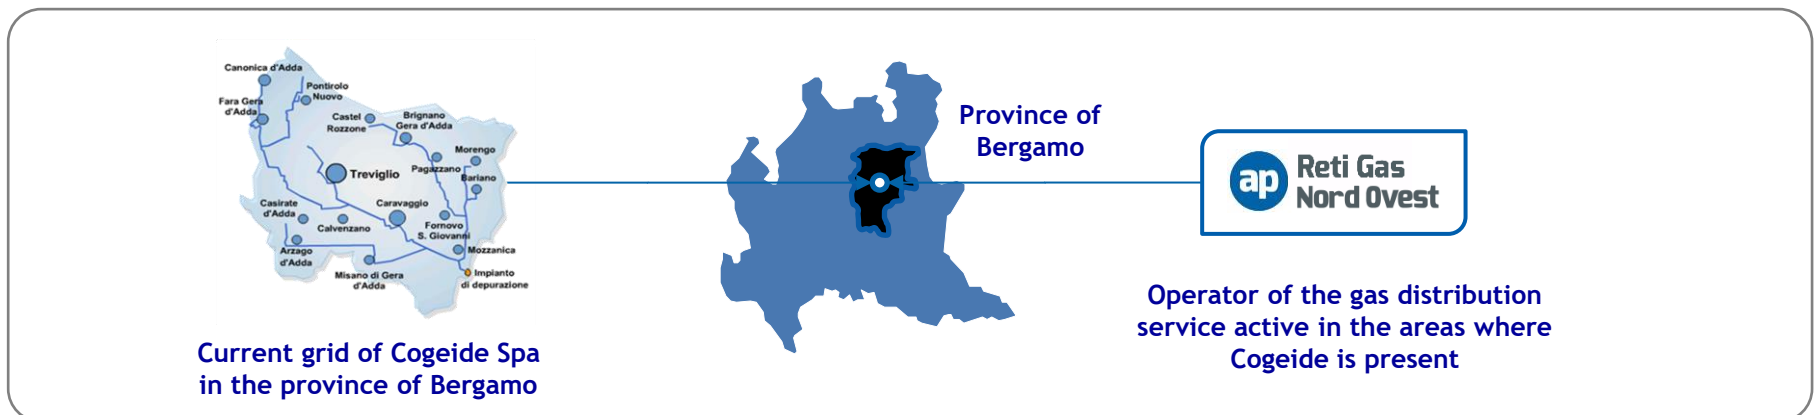 Canonica d'Adda
Pontirolo
Nuovo
Fara Gera
d'Adda
Castel
Rozzone
Brignano
Gera d'Adda
Morengo
Pagazzano
Treviglio
Bariano
Casirate
d'Adda
Caravaggio
Calvenzano
Fornovo
S. Giovanni
Arzago
d'Adda
Mozzanica
Misano di Gera
d'Adda
Impianto
di depurazione
Current grid of Cogeide Spa
in the province of Bergamo
Province of
Bergamo
ap
Reti Gas
Nord Ovest
Operator of the gas distribution
service active in the areas where
Cogeide is present